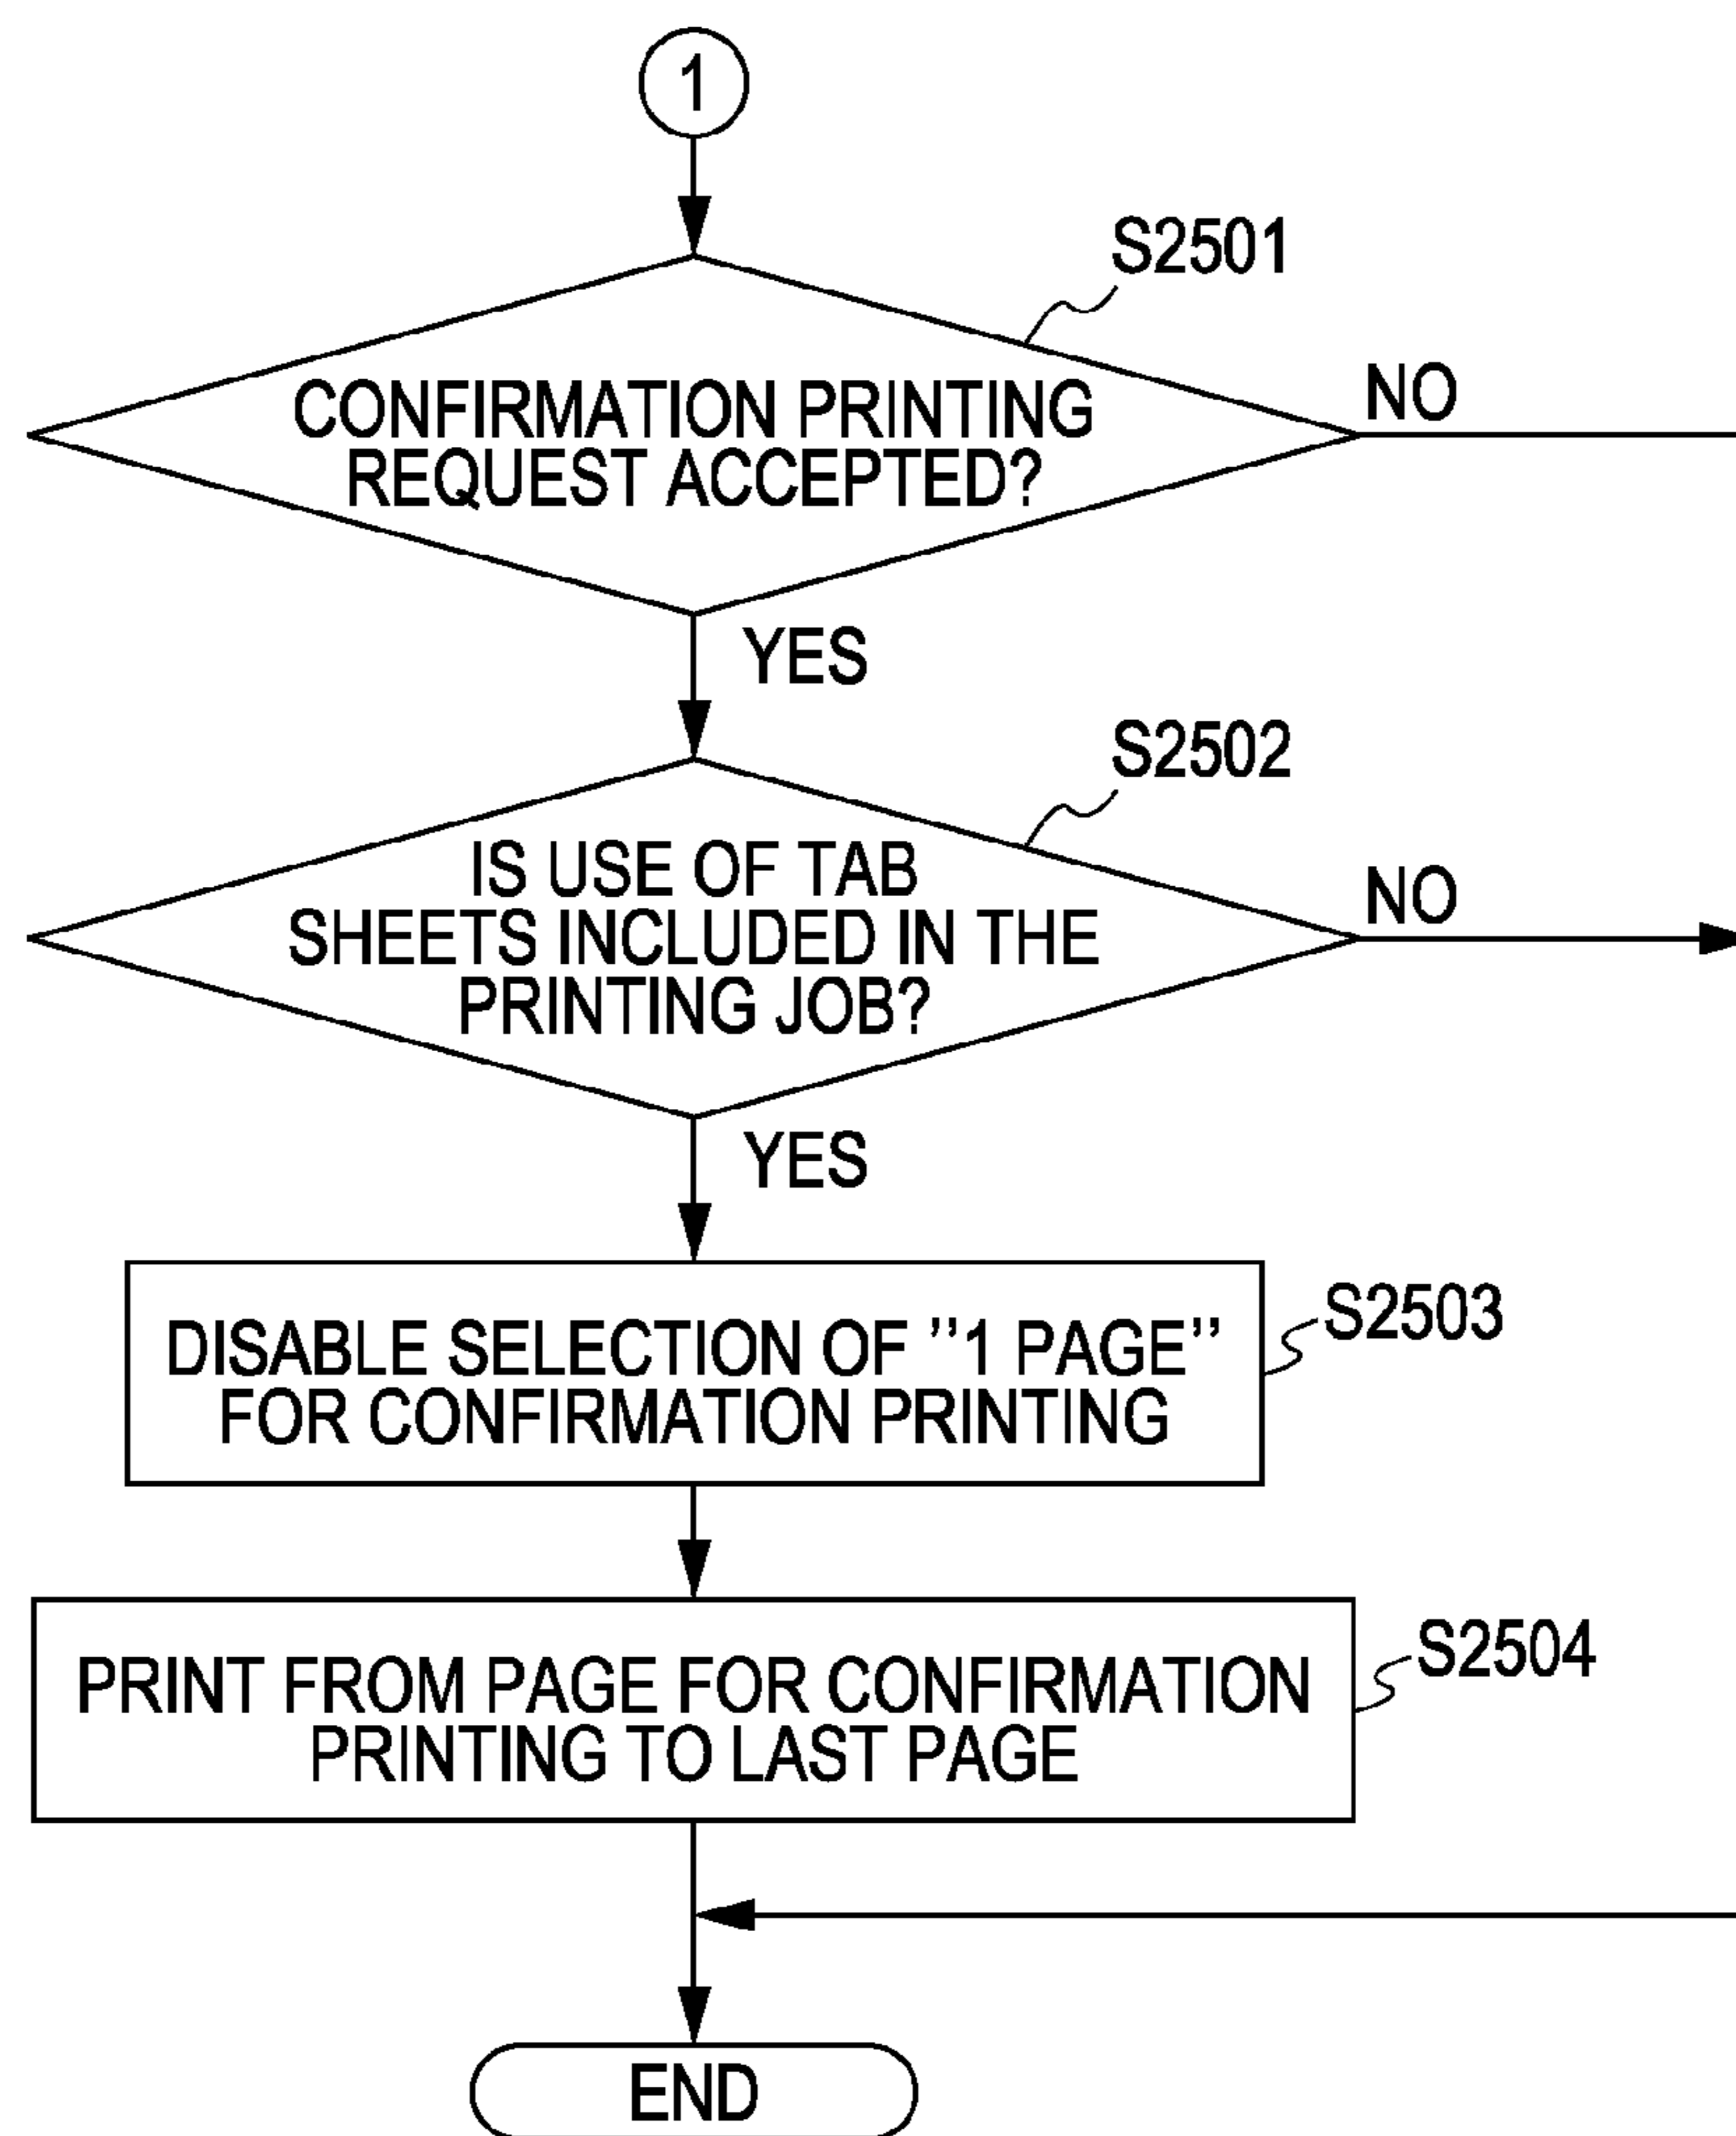 1
S2501
CONFIRMATION PRINTING
REQUEST ACCEPTED?
NO
YES
S2502
IS USE OF TAB
SHEETS INCLUDED IN THE
PRINTING JOB?
NO
YES
DISABLE SELECTION OF ''1 PAGE''
FOR CONFIRMATION PRINTING
S2503
PRINT FROM PAGE FOR CONFIRMATION
PRINTING TO LAST PAGE
S2504
END